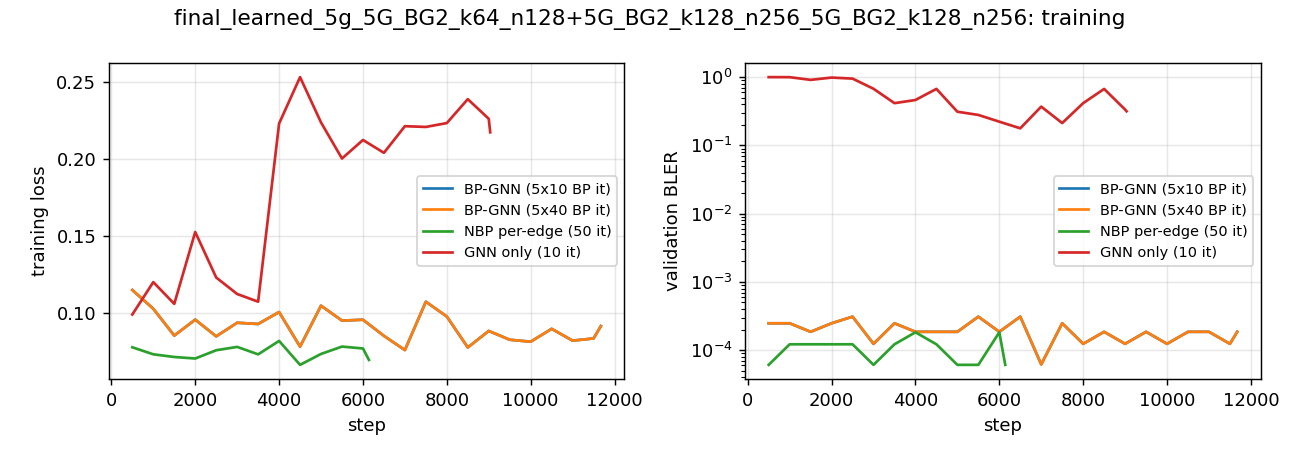 final_learned_5g_5G_BG2_k64_n128+5G_BG2_k128_n256_5G_BG2_k128_n256: training
training loss
0.25
0.20
0.15
0.10
BP-GNN (5x10 BP it)
BP-GNN (5x40 BP it)
NBP per-edge (50 it)
GNN only (10 it)
0 2000 4000 6000 8000 10000 12000
step
validation BLER
10⁰
10⁻¹
10⁻²
10⁻³
10⁻⁴
BP-GNN (5x10 BP it)
BP-GNN (5x40 BP it)
NBP per-edge (50 it)
GNN only (10 it)
0 2000 4000 6000 8000 10000 12000
step